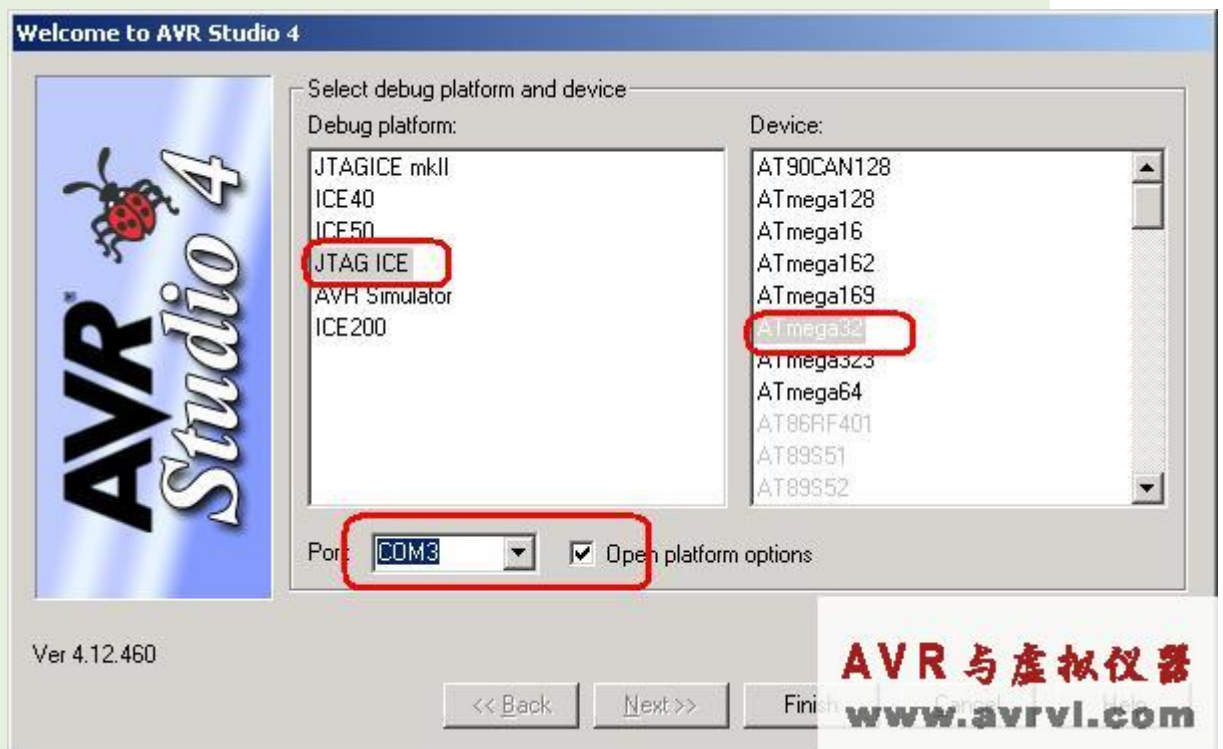 Welcome to AVR Studio 4
AVR® Studio 4
Select debug platform and device
Debug platform:
JTAGICE mkII
ICE40
ICE50
JTAG ICE
AVR Simulator
ICE200
Device:
AT90CAN128
ATmega128
ATmega16
ATmega162
ATmega169
ATmega32
ATmega323
ATmega64
AT86RF401
AT89S51
AT89S52
Port:
COM3
Open platform options
Ver 4.12.460
<< Back
Next >>
Finish
Cancel
Help
AVR与虚拟仪器
www.avrvi.com